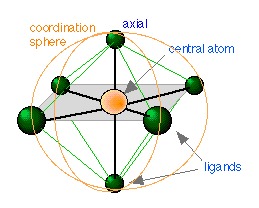 coordination
sphere
axial
central atom
ligands